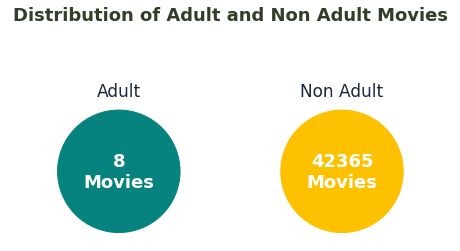 Distribution of Adult and Non Adult Movies
Adult
Non Adult
8
Movies
42365
Movies